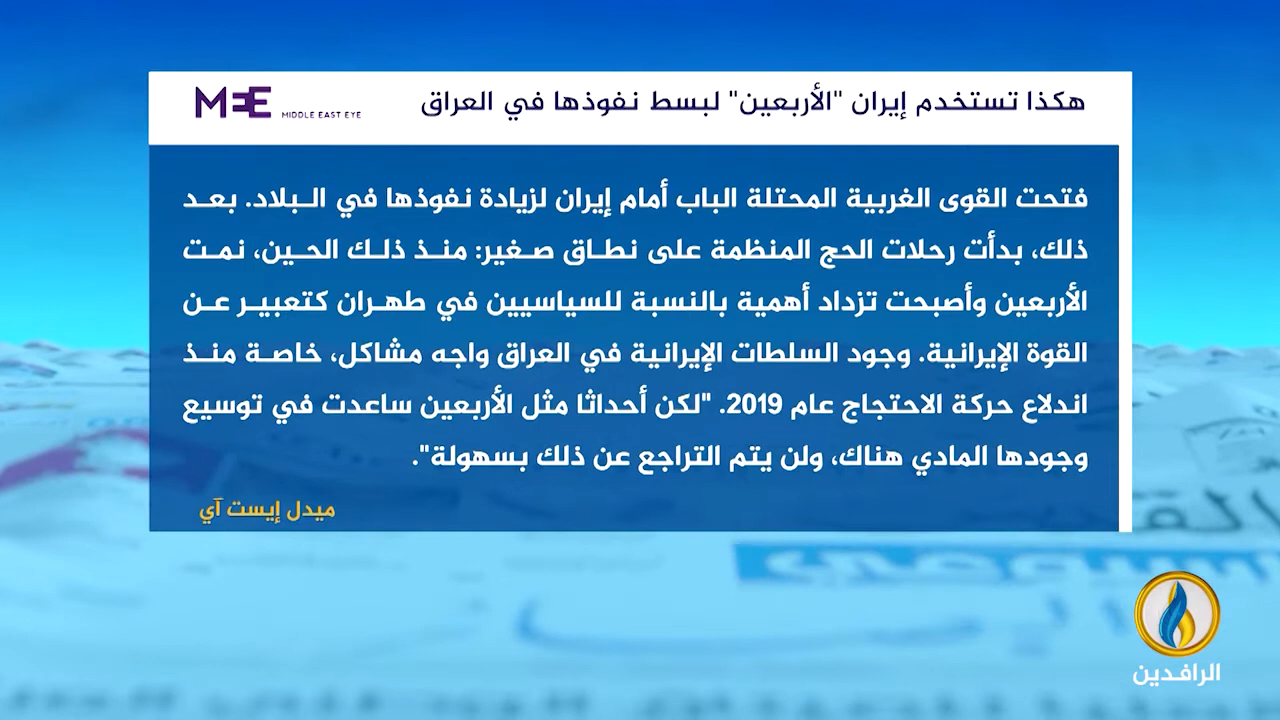 هكذا تستخدم إيران "الأربعين" لبسط نفوذها في العراق
MEE MIDDLE EAST EYE
فتحت القوى الغربية المحتلة الباب أمام إيران لزيادة نفوذها في البلاد. بعد
ذلك، بدأت رحلات الحج المنظمة على نطاق صغير: منذ ذلك الحين، نمت
الأربعين وأصبحت تزداد أهمية بالنسبة للسياسيين في طهران كتعبير عن
القوة الإيرانية. وجود السلطات الإيرانية في العراق واجه مشاكل، خاصة منذ
اندلاع حركة الاحتجاج عام 2019. "لكن أحداثا مثل الأربعين ساعدت في توسيع
وجودها المادي هناك، ولن يتم التراجع عن ذلك بسهولة".
ميدل إيست آي
الرافدين